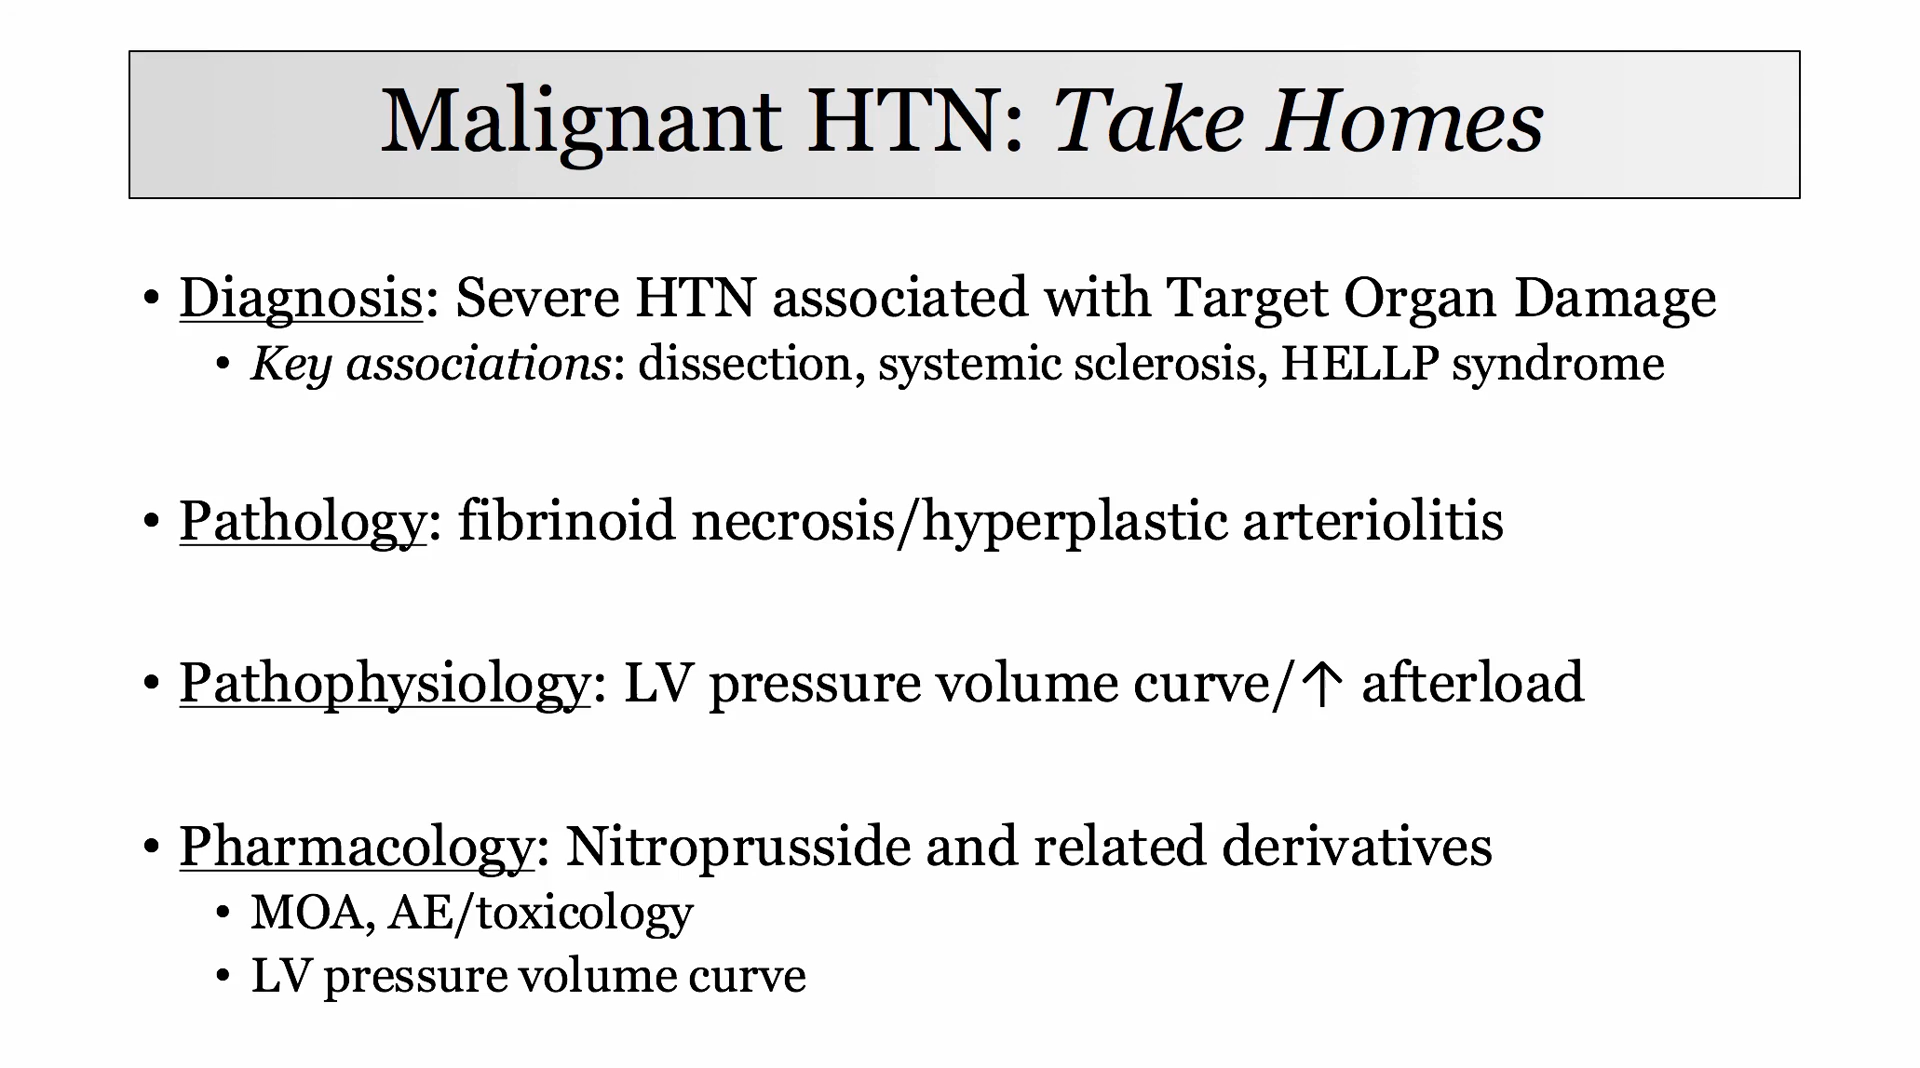 Malignant HTN: Take Homes
• Diagnosis: Severe HTN associated with Target Organ Damage
• Key associations: dissection, systemic sclerosis, HELLP syndrome
• Pathology: fibrinoid necrosis/hyperplastic arteriolitis
• Pathophysiology: LV pressure volume curve/↑ afterload
• Pharmacology: Nitroprusside and related derivatives
• MOA, AE/toxicology
• LV pressure volume curve